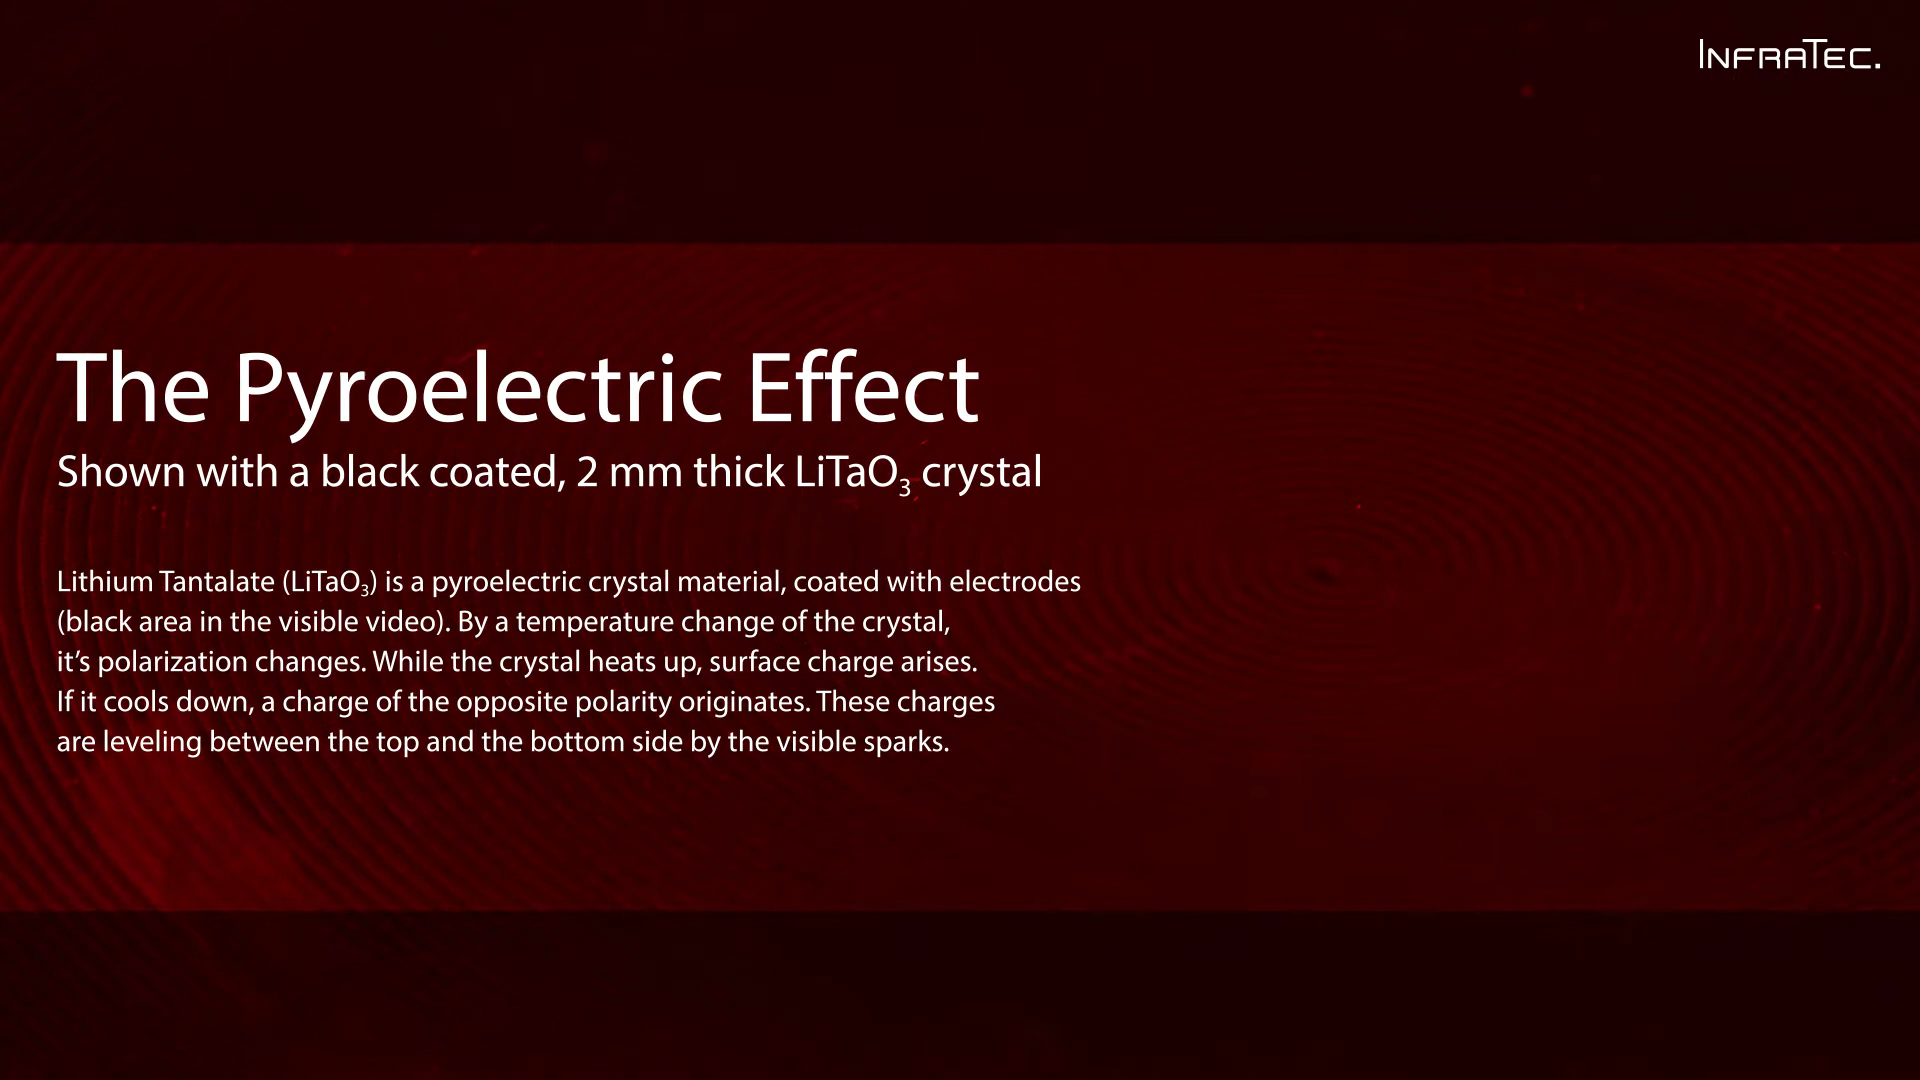 INFRATEC.
The Pyroelectric Effect
Shown with a black coated, 2 mm thick LiTaO₃ crystal
Lithium Tantalate (LiTaO₃) is a pyroelectric crystal material, coated with electrodes
(black area in the visible video). By a temperature change of the crystal,
it’s polarization changes. While the crystal heats up, surface charge arises.
If it cools down, a charge of the opposite polarity originates. These charges
are leveling between the top and the bottom side by the visible sparks.